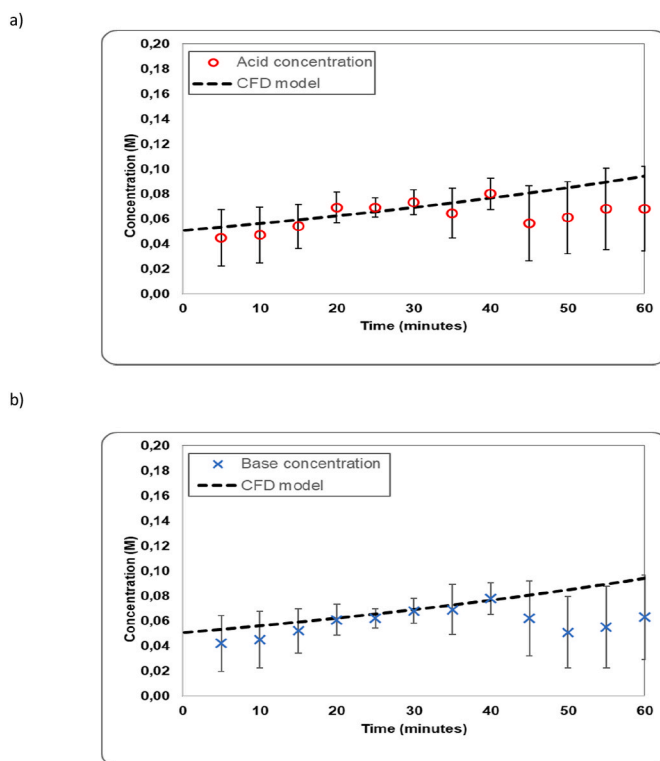 a)
0,20
0,18
0,16
0,14
0,12
0,10
0,08
0,06
0,04
0,02
0,00
Concentration (M)
Acid concentration
CFD model
0 10 20 30 40 50 60
Time (minutes)
b)
0,20
0,18
0,16
0,14
0,12
0,10
0,08
0,06
0,04
0,02
0,00
Concentration (M)
Base concentration
CFD model
0 10 20 30 40 50 60
Time (minutes)